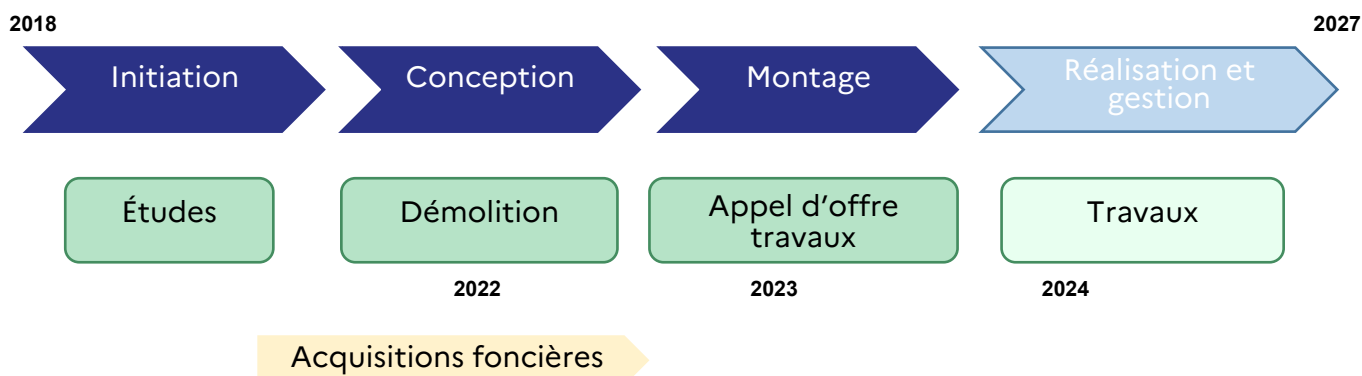 2018
2027
Initiation
Conception
Montage
Réalisation et
gestion
Études
Démolition
Appel d’offre
travaux
Travaux
2022
2023
2024
Acquisitions foncières